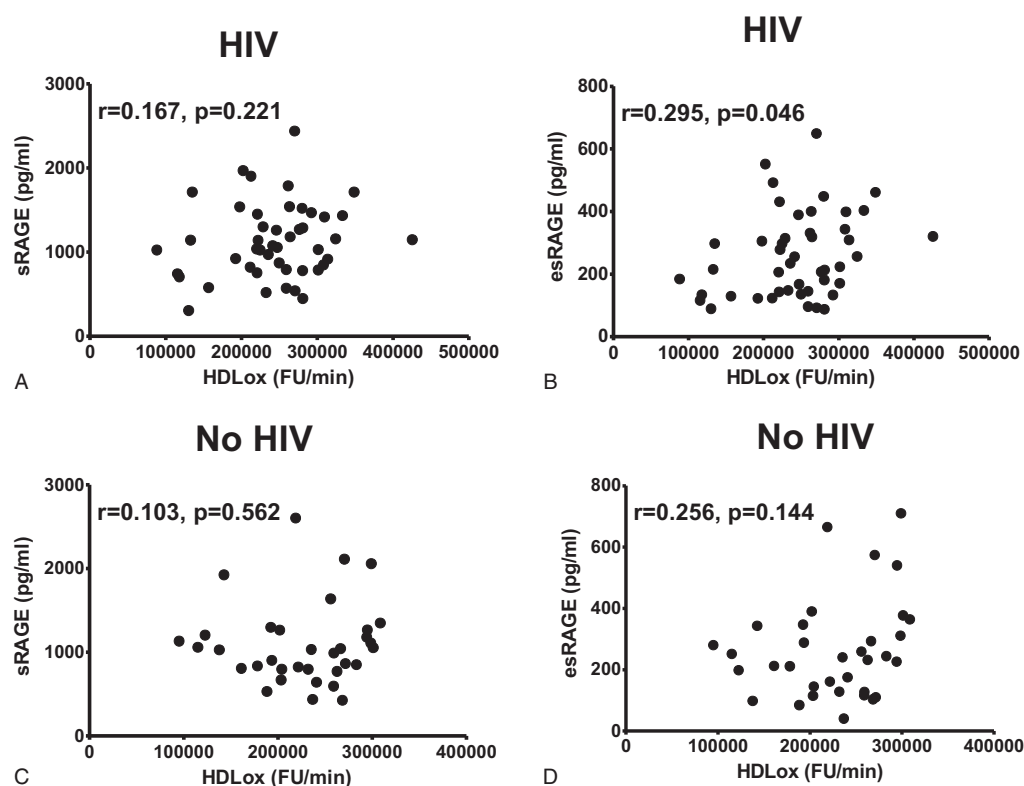 HIV
r=0.167, p=0.221
3000
2000
1000
0
sRAGE (pg/ml)
0 100000 200000 300000 400000 500000
HDLox (FU/min)
A
HIV
r=0.295, p=0.046
800
600
400
200
0
esRAGE (pg/ml)
0 100000 200000 300000 400000 500000
HDLox (FU/min)
B
No HIV
r=0.103, p=0.562
3000
2000
1000
0
sRAGE (pg/ml)
0 100000 200000 300000 400000
HDLox (FU/min)
C
No HIV
r=0.256, p=0.144
800
600
400
200
0
esRAGE (pg/ml)
0 100000 200000 300000 400000
HDLox (FU/min)
D